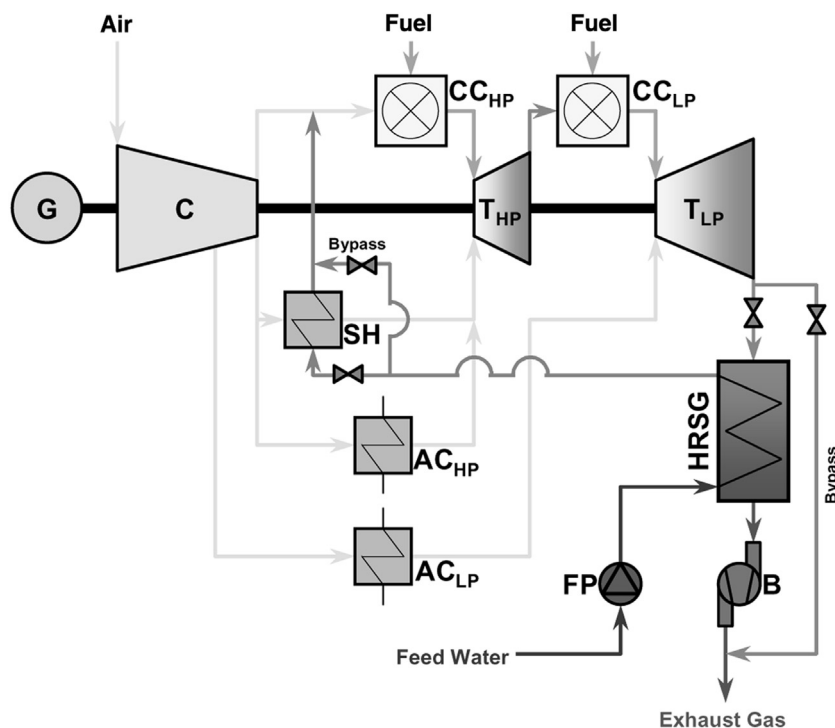 Air
Fuel
Fuel
CCHP
CCLP
G
C
THP
TLP
Bypass
SH
HRSG
ACHP
Bypass
ACLP
FP
B
Feed Water
Exhaust Gas